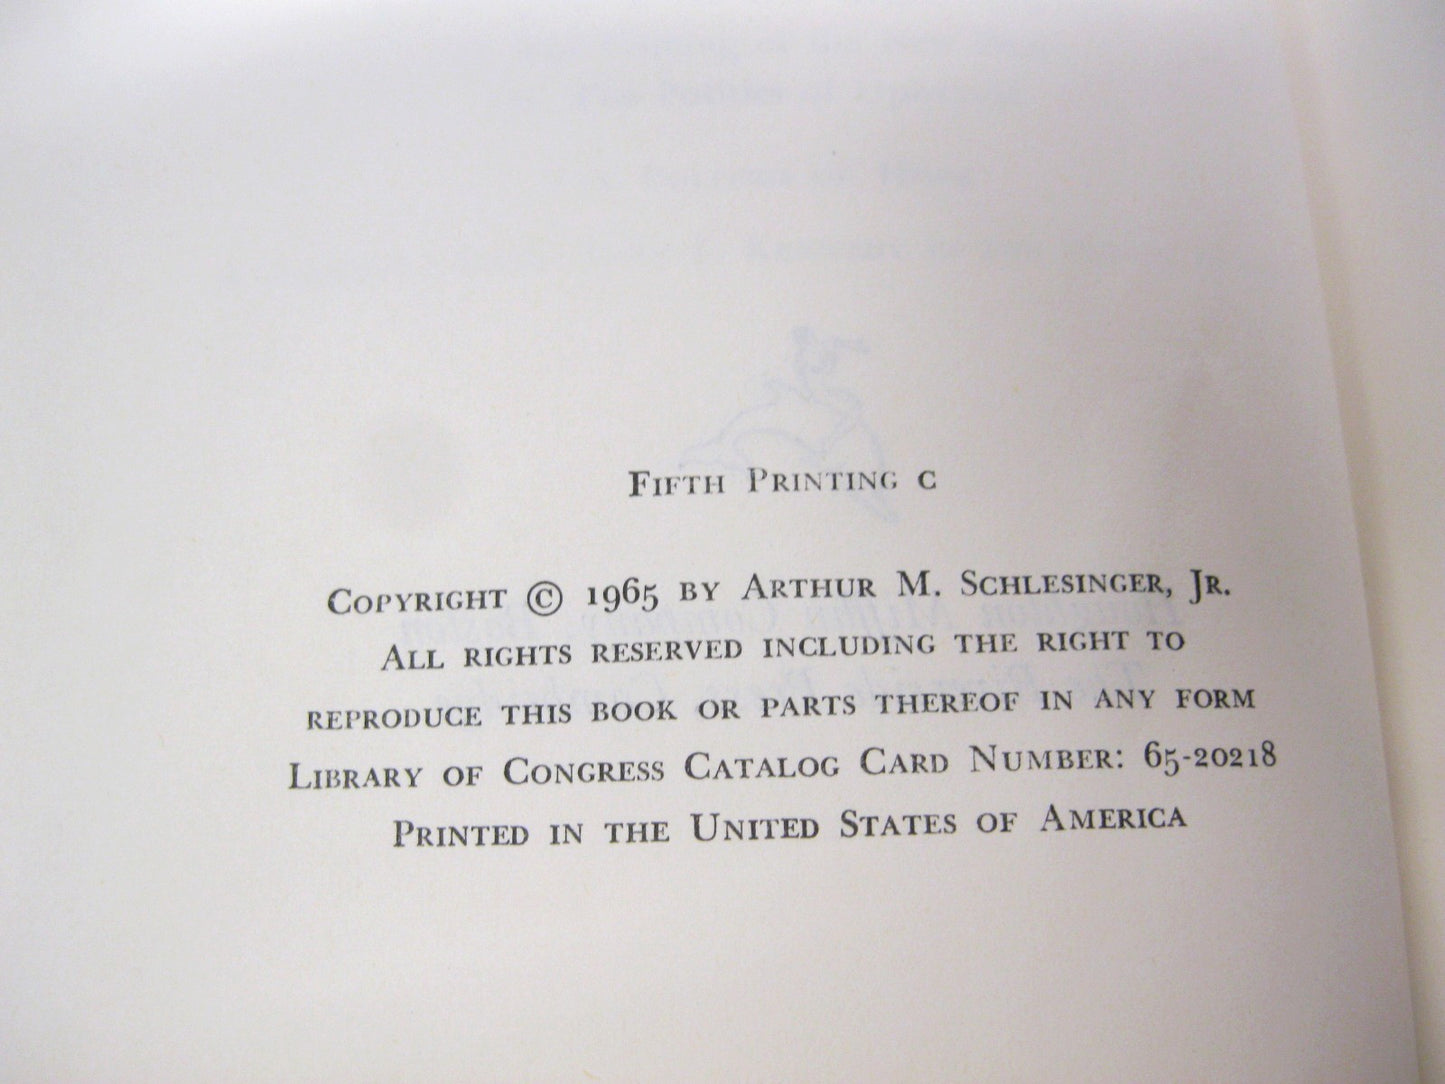 Fifth Printing C
Copyright © 1965 by Arthur M. Schlesinger, Jr.
All rights reserved including the right to
reproduce this book or parts thereof in any form
Library of Congress Catalog Card Number: 65-20218
Printed in the United States of America